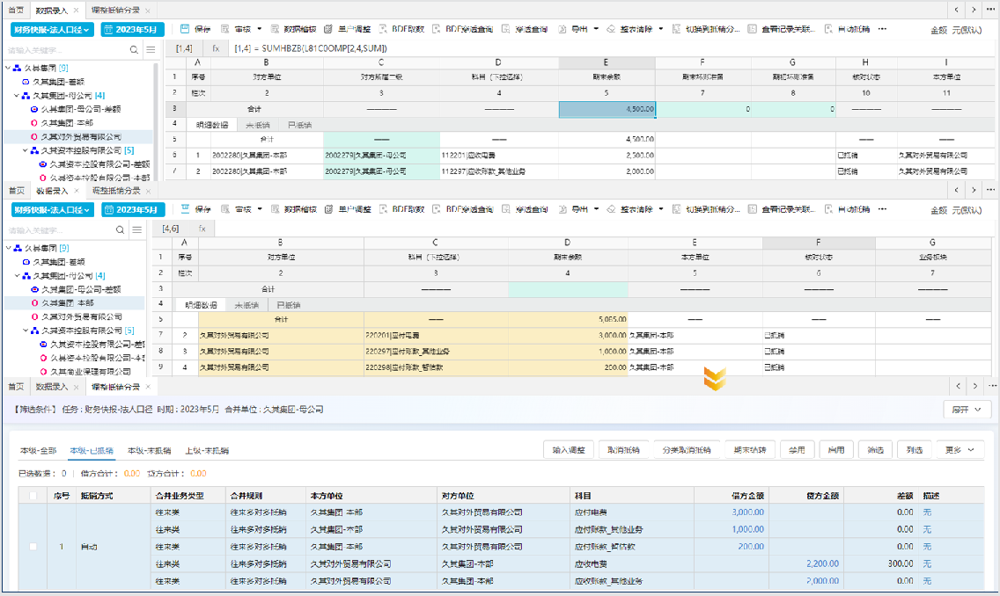 首页 数据录入 × 调整抵销分录 ×
财务快报-法人口径 2023年5月 保存 审核 数据稽核 单户调整 BDE取数 BDE穿透查询 穿透查询 导出 整表清除 切换到抵销分... 查看记录关联... 自动抵销 ··· 金额 元(默认)
请输入关键字... [1,4] fx [1,4] = SUMHBZB(L81C0OMP[2,4,SUM])
久其集团 [9]
久其集团-差额
久其集团-母公司 [4]
久其集团-母公司-差额
久其集团-本部
久其对外贸易有限公司
久其资本控股有限公司 [5]
久其资本控股有限公司-差额
久其资本控股有限公司-本部
A B C D E F G H I
1 序号 对方单位 对方所属二级 科目（下拉选择） 期末余额 期末坏账准备 期初坏账准备 核对状态 本方单位
2 栏次 2 3 4 5 7 8 10 11
3 合计 ———— ———— 4,500.00 0 0 ———— ————
4 明细数据 未抵销 已抵销
5 合计 —— —— 4,500.00 —— ——
6 1 2002280|久其集团-本部 2002279|久其集团-母公司 112201|应收电费 2,500.00 已抵销 久其对外贸易有限公司
7 2 2002280|久其集团-本部 2002279|久其集团-母公司 112297|应收账款_其他业务 2,000.00 已抵销 久其对外贸易有限公司
首页 数据录入 × 调整抵销分录 ×
财务快报-法人口径 2023年5月 保存 审核 数据稽核 单户调整 BDE取数 BDE穿透查询 穿透查询 导出 整表清除 切换到抵销分... 查看记录关联... 自动抵销 ··· 金额 元(默认)
请输入关键字... [4,6] fx
久其集团 [9]
久其集团-差额
久其集团-母公司 [4]
久其集团-母公司-差额
久其集团-本部
久其对外贸易有限公司
久其资本控股有限公司 [5]
久其资本控股有限公司-差额
久其资本控股有限公司-本部
久其商业保理有限公司
A B C D E F G
1 序号 对方单位 科目（下拉选择） 期末余额 本方单位 核对状态 业务板块
2 栏次 2 3 4 5 6 7
3 合计 ———— ———— ———— ————
4 明细数据 未抵销 已抵销
5 合计 —— 5,065.00 —— —— ——
7 2 久其对外贸易有限公司 220201|应付电费 3,000.00 久其集团-本部 已抵销
8 3 久其对外贸易有限公司 220297|应付账款_其他业务 1,000.00 久其集团-本部 已抵销
9 4 久其对外贸易有限公司 220298|应付账款_暂估款 200.00 久其集团-本部 已抵销
首页 数据录入 × 调整抵销分录 ×
【筛选条件】 任务 : 财务快报-法人口径 时期 : 2023年5月 合并单位 : 久其集团-母公司 展开
本级-全部 本级-已抵销 本级-未抵销 上级-未抵销 输入调整 取消抵销 分类取消抵销 期末结转 禁用 启用 筛选 列选 更多
已选数据： 0 | 借方合计： 0.00 贷方合计： 0.00
序号 抵销方式 合并业务类型 合并规则 本方单位 对方单位 科目 借方金额 贷方金额 差额 描述
往来类 往来多对多抵销 久其集团-本部 久其对外贸易有限公司 应付电费 3,000.00 0.00 无
往来类 往来多对多抵销 久其集团-本部 久其对外贸易有限公司 应付账款_其他业务 1,000.00 0.00 无
1 自动 往来类 往来多对多抵销 久其集团-本部 久其对外贸易有限公司 应付账款_暂估款 200.00 0.00 无
往来类 往来多对多抵销 久其对外贸易有限公司 久其集团-本部 应收电费 2,200.00 300.00 无
往来类 往来多对多抵销 久其对外贸易有限公司 久其集团-本部 应收账款_其他业务 2,000.00 0.00 无